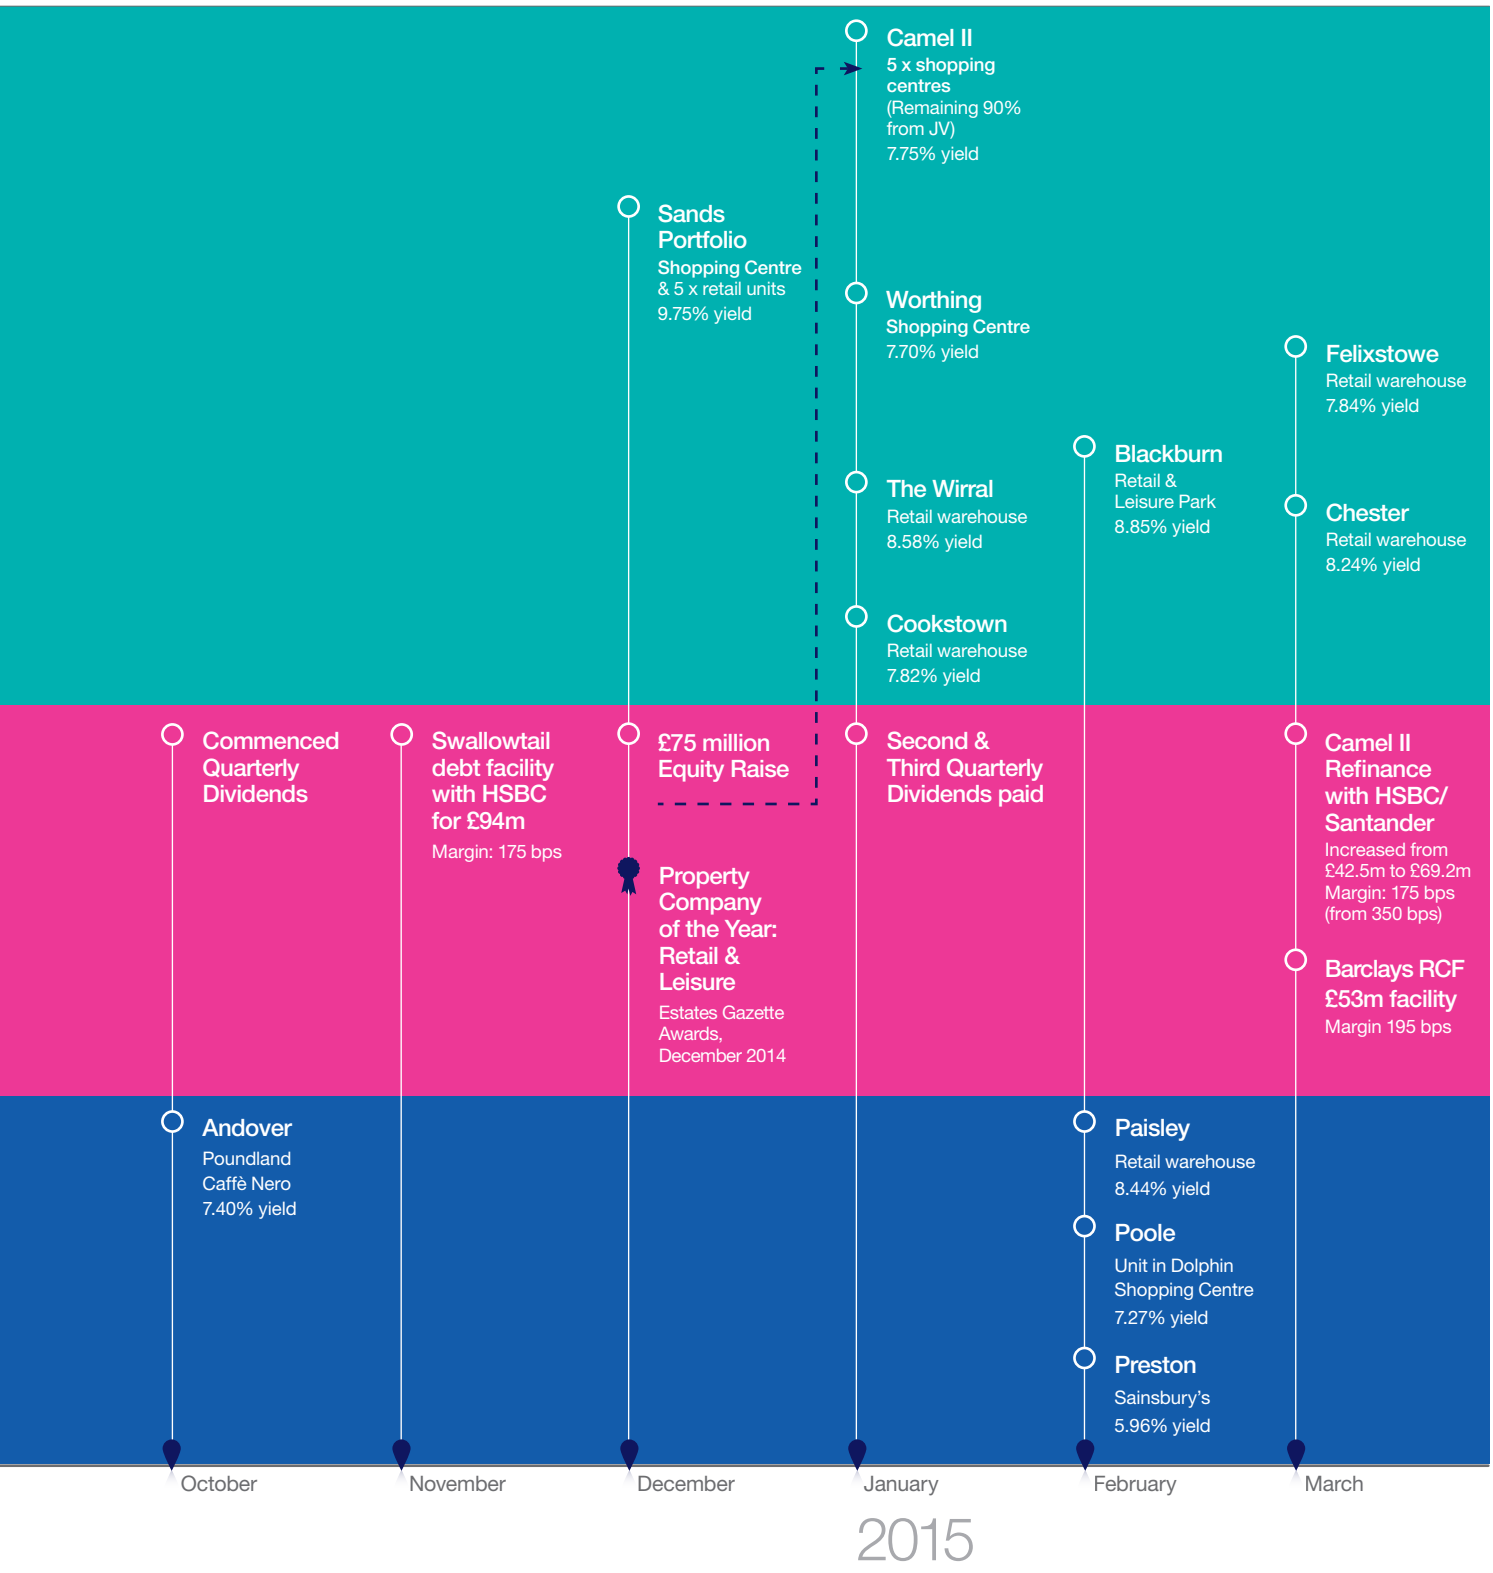 Camel II
5 x shopping
centres
(Remaining 90%
from JV)
7.75% yield
Sands
Portfolio
Shopping Centre
& 5 x retail units
9.75% yield
Worthing
Shopping Centre
7.70% yield
Felixstowe
Retail warehouse
7.84% yield
Blackburn
Retail &
Leisure Park
8.85% yield
The Wirral
Retail warehouse
8.58% yield
Chester
Retail warehouse
8.24% yield
Cookstown
Retail warehouse
7.82% yield
Commenced
Quarterly
Dividends
Swallowtail
debt facility
with HSBC
for £94m
Margin: 175 bps
£75 million
Equity Raise
Property
Company
of the Year:
Retail &
Leisure
Estates Gazette
Awards,
December 2014
Second &
Third Quarterly
Dividends paid
Camel II
Refinance
with HSBC/
Santander
Increased from
£42.5m to £69.2m
Margin: 175 bps
(from 350 bps)
Barclays RCF
£53m facility
Margin 195 bps
Andover
Poundland
Caffè Nero
7.40% yield
Paisley
Retail warehouse
8.44% yield
Poole
Unit in Dolphin
Shopping Centre
7.27% yield
Preston
Sainsbury's
5.96% yield
October
November
December
January
February
March
2015